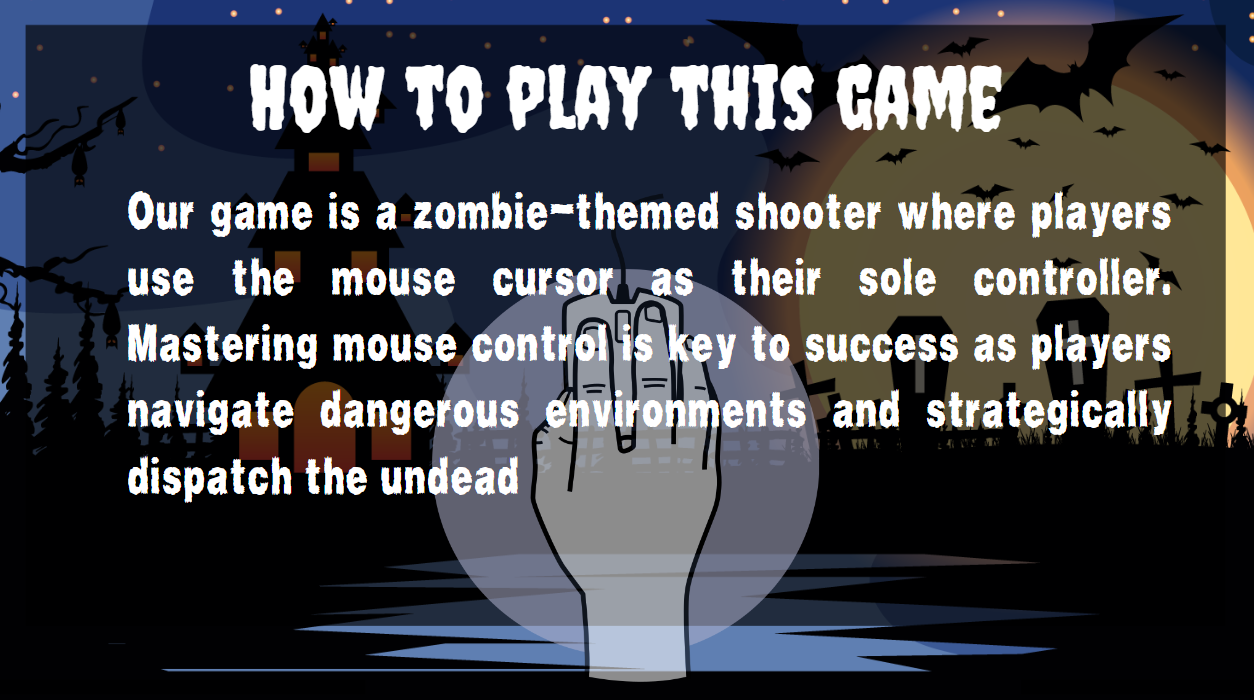 HOW TO PLAY THIS GAME
Our game is a zombie-themed shooter where players
use the mouse cursor as their sole controller.
Mastering mouse control is key to success as players
navigate dangerous environments and strategically
dispatch the undead